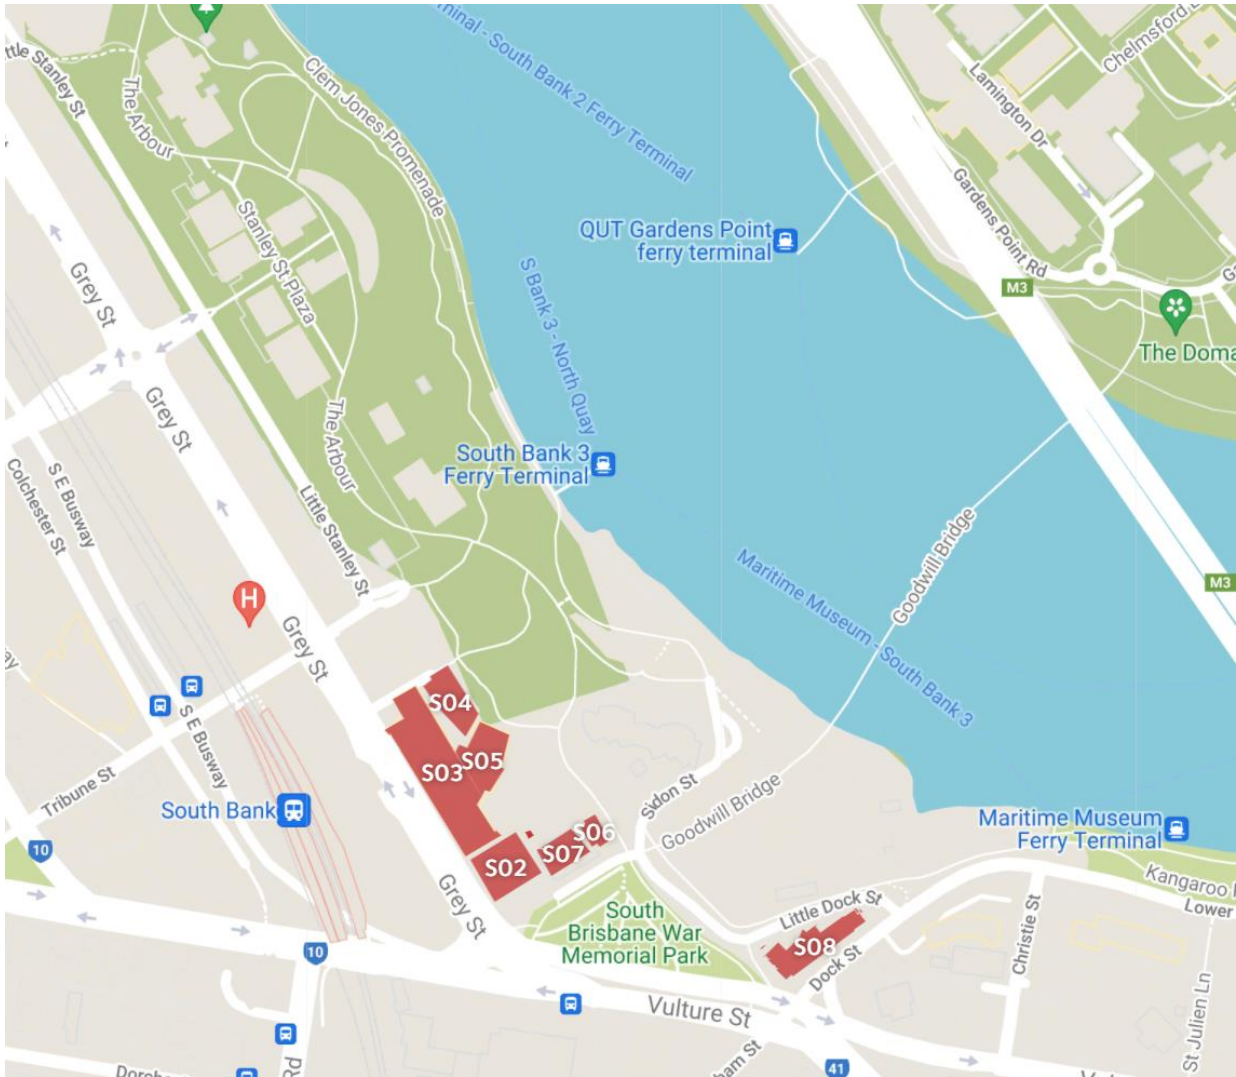 Little Stanley St
The Arbour
Clem Jones Promenade
Terminal - South Bank 2 Ferry Terminal
Lamington Dr
Gardens Point Rd
QUT Gardens Point
ferry terminal
M3
The Doma
Stanley St Plaza
S Bank 3 - North Quay
Grey St
Grey St
The Arbour
South Bank 3
Ferry Terminal
Colchester St
S E Busway
Little Stanley St
Goodwill Bridge
Maritime Museum - South Bank 3
M3
H
Grey St
S E Busway
Tribune St
South Bank
S04
S05
S03
S06
S07
S02
Sidon St
Goodwill Bridge
Maritime Museum
Ferry Terminal
10
Grey St
10
South
Brisbane War
Memorial Park
Little Dock St
S08
Dock St
Christie St
Lower
St Julien Ln
Vulture St
41